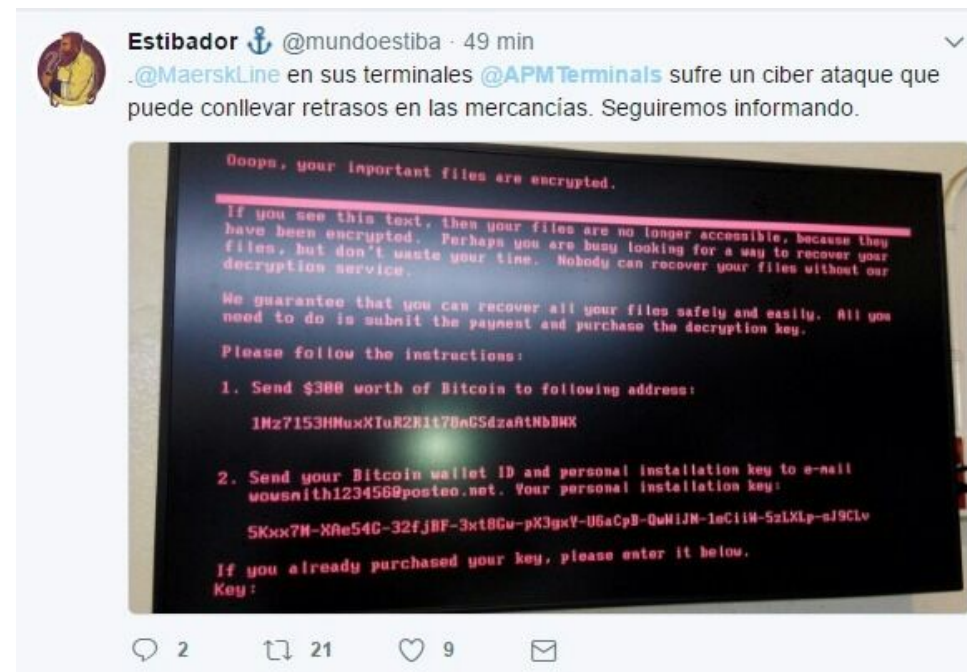 Estibador @mundoestiba · 49 min
.@MaerskLine en sus terminales @APMTerminals sufre un ciber ataque que
puede conllevar retrasos en las mercancías. Seguiremos informando.
Ooops, your important files are encrypted.
If you see this text, then your files are no longer accessible, because they
have been encrypted. Perhaps you are busy looking for a way to recover your
files, but don't waste your time. Nobody can recover your files without our
decryption service.
We guarantee that you can recover all your files safely and easily. All you
need to do is submit the payment and purchase the decryption key.
Please follow the instructions:
1. Send $300 worth of Bitcoin to following address:
2. Send your Bitcoin wallet ID and personal installation key to e-mail
wowsmith123456@posteo.net. Your personal installation key:
If you already purchased your key, please enter it below.
Key:
2 21 9